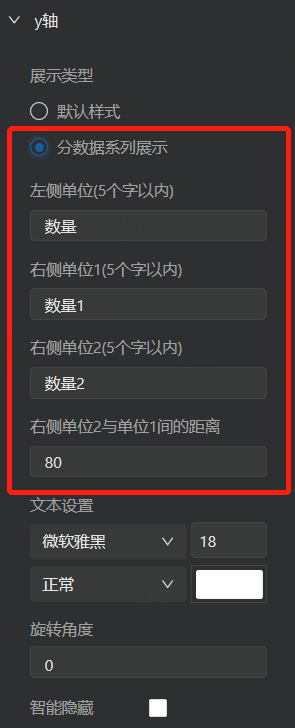 y轴
展示类型
默认样式
分数据系列展示
左侧单位(5个字以内)
数量
右侧单位1(5个字以内)
数量1
右侧单位2(5个字以内)
数量2
右侧单位2与单位1间的距离
80
文本设置
微软雅黑 18
正常
旋转角度
0
智能隐藏